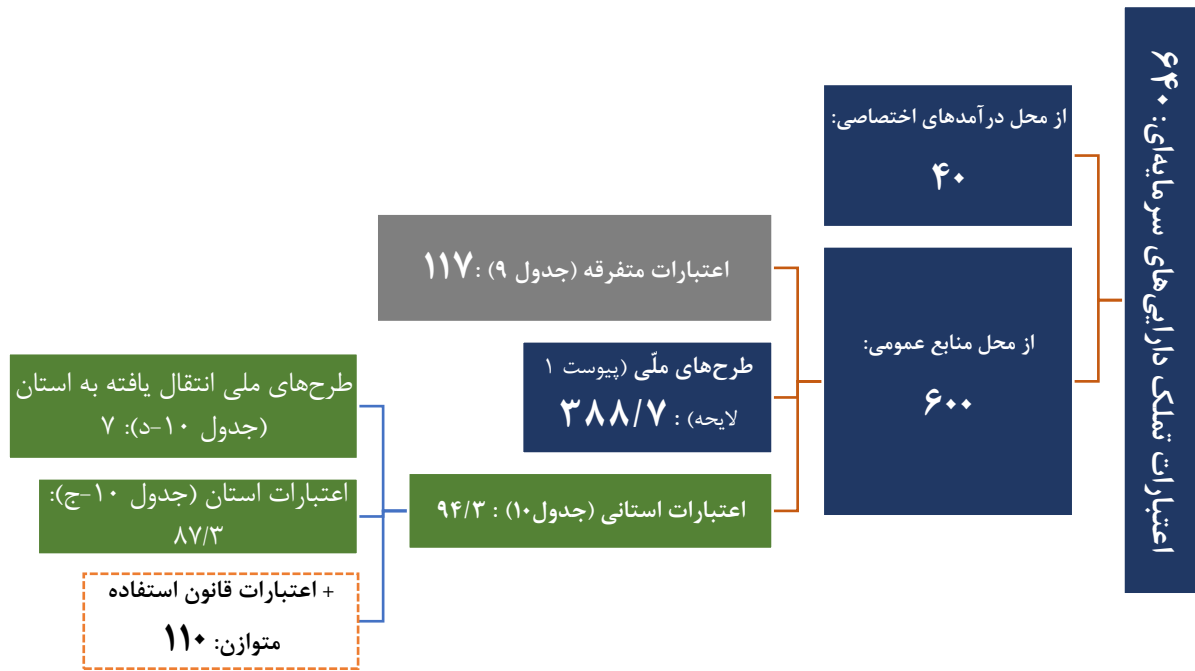 اعتبارات تملک دارایی‌های سرمایه‌ای: ۶۴۰
از محل درآمدهای اختصاصی:
۴۰
از محل منابع عمومی:
۶۰۰
اعتبارات متفرقه (جدول ۹) : ۱۱۷
طرح‌های ملّی (پیوست ۱
لایحه) : ۳۸۸/۷
اعتبارات استانی (جدول۱۰) : ۹۴/۳
طرح‌های ملی انتقال یافته به استان
(جدول ۱۰-د): ۷
اعتبارات استان (جدول ۱۰-ج):
۸۷/۳
+ اعتبارات قانون استفاده
متوازن: ۱۱۰